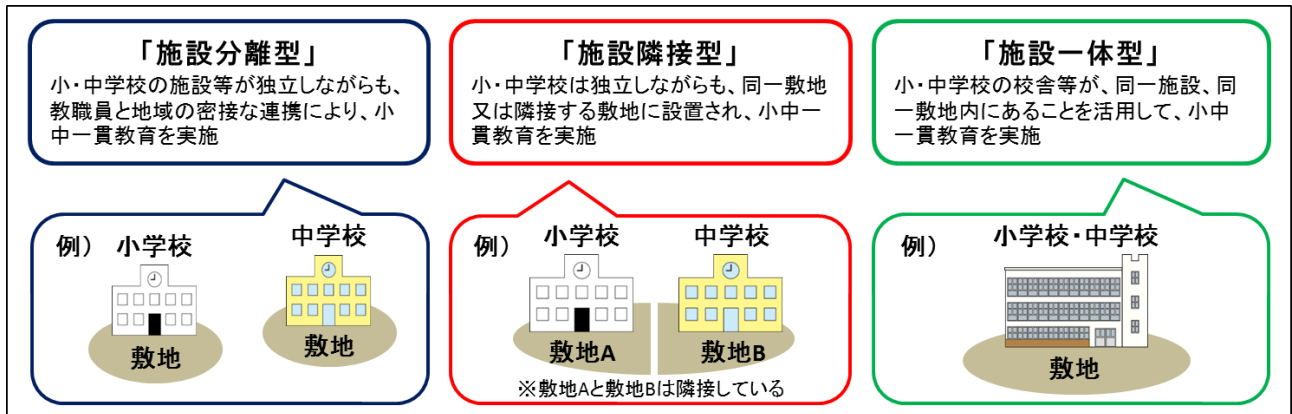 「施設分離型」
小・中学校の施設等が独立しながらも、
教職員と地域の密接な連携により、小
中一貫教育を実施
「施設隣接型」
小・中学校は独立しながらも、同一敷地
又は隣接する敷地に設置され、小中一
貫教育を実施
「施設一体型」
小・中学校の校舎等が、同一施設、同
一敷地内にあることを活用して、小中
一貫教育を実施
例）
小学校
中学校
敷地
敷地
例）
小学校
中学校
敷地A
敷地B
※敷地Aと敷地Bは隣接している
例）
小学校・中学校
敷地